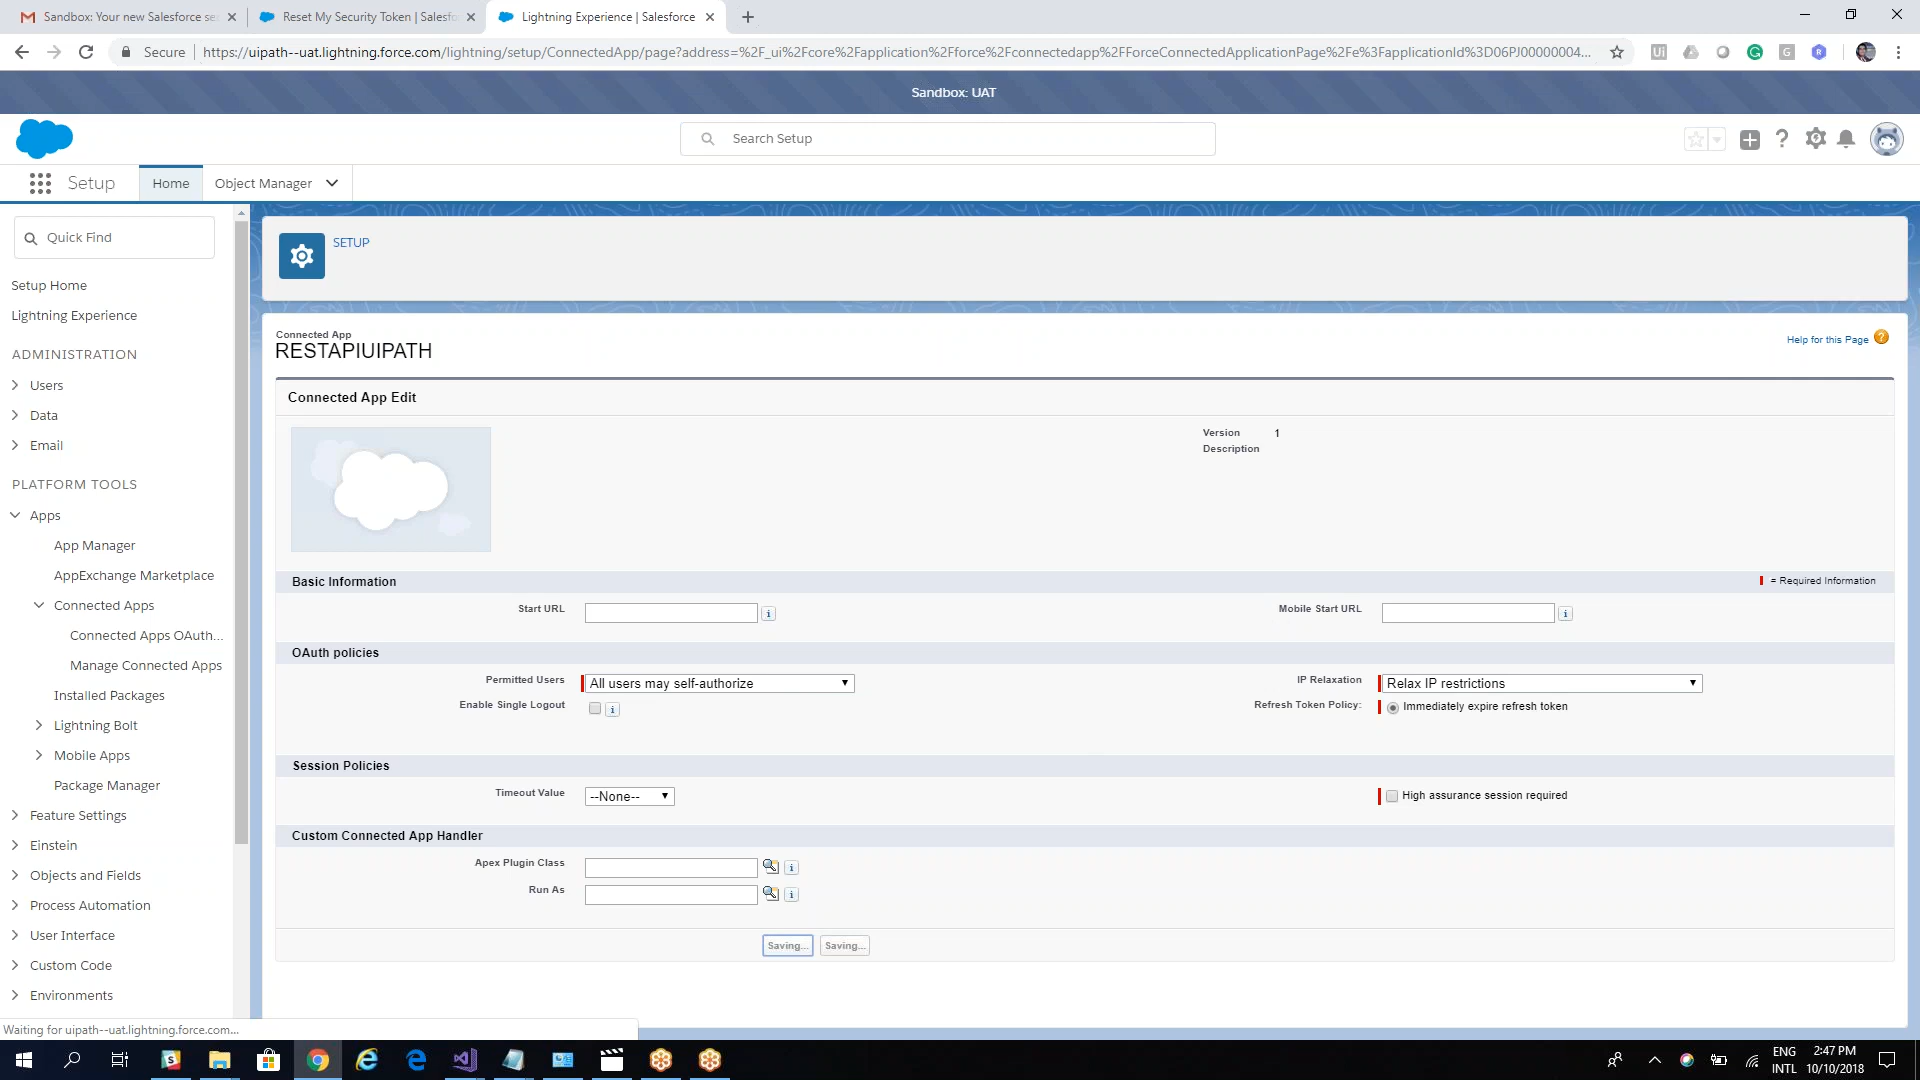 Sandbox: Your new Salesforce se
Reset My Security Token | Salesfo
Lightning Experience | Salesforce
Secure
https://uipath--uat.lightning.force.com/lightning/setup/ConnectedApp/page?address=%2F_ui%2Fcore%2Fapplication%2Fforce%2Fconnectedapp%2FForceConnectedApplicationPage%2Fe%3FapplicationId%3D06PJ00000004...
Sandbox: UAT
Search Setup
Setup
Home
Object Manager
Quick Find
SETUP
Setup Home
Lightning Experience
ADMINISTRATION
Users
Data
Email
PLATFORM TOOLS
Apps
App Manager
AppExchange Marketplace
Connected Apps
Connected Apps OAuth...
Manage Connected Apps
Installed Packages
Lightning Bolt
Mobile Apps
Package Manager
Feature Settings
Einstein
Objects and Fields
Process Automation
User Interface
Custom Code
Environments
Connected App
RESTAPIUIPATH
Help for this Page
Connected App Edit
Version 1
Description
Basic Information
= Required Information
Start URL
Mobile Start URL
OAuth policies
Permitted Users All users may self-authorize
IP Relaxation Relax IP restrictions
Enable Single Logout
Refresh Token Policy: Immediately expire refresh token
Session Policies
Timeout Value --None--
High assurance session required
Custom Connected App Handler
Apex Plugin Class
Run As
Saving... Saving...
Waiting for uipath--uat.lightning.force.com...
ENG
INTL
2:47 PM
10/10/2018